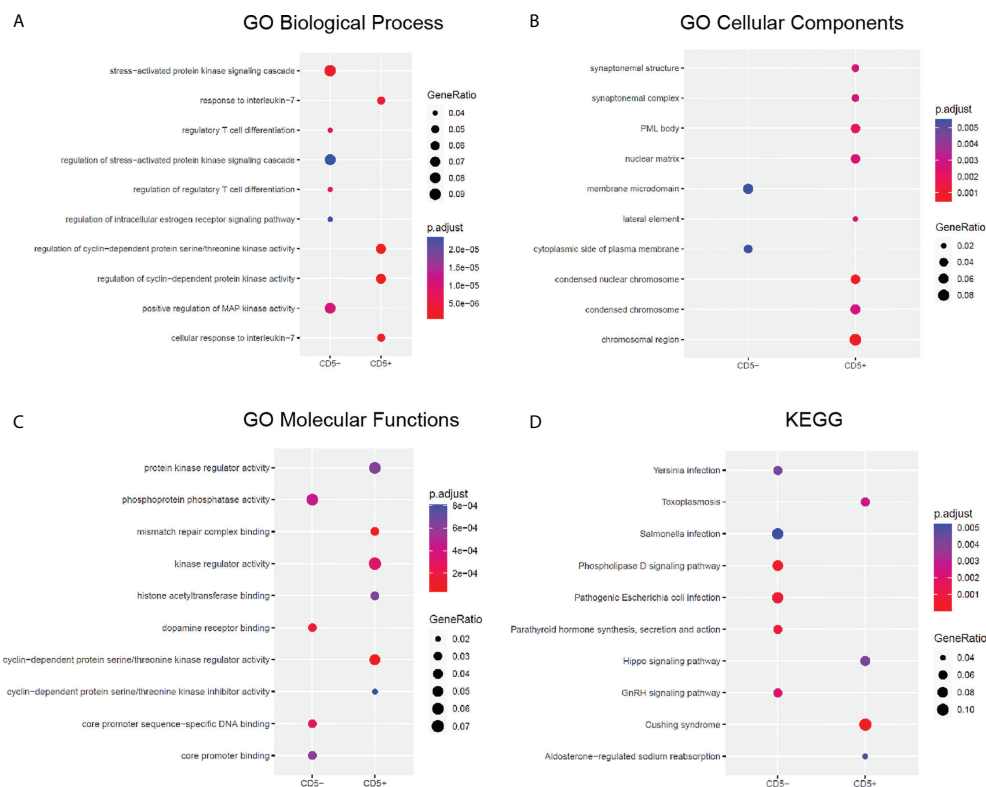 A
GO Biological Process
stress-activated protein kinase signaling cascade
response to interleukin-7
regulatory T cell differentiation
regulation of stress-activated protein kinase signaling cascade
regulation of regulatory T cell differentiation
regulation of intracellular estrogen receptor signaling pathway
regulation of cyclin-dependent protein serine/threonine kinase activity
regulation of cyclin-dependent protein kinase activity
positive regulation of MAP kinase activity
cellular response to interleukin-7
CD5-
CD5+
GeneRatio
0.04
0.05
0.06
0.07
0.08
0.09
p.adjust
2.0e-05
1.5e-05
1.0e-05
5.0e-06
B
GO Cellular Components
synaptonemal structure
synaptonemal complex
PML body
nuclear matrix
membrane microdomain
lateral element
cytoplasmic side of plasma membrane
condensed nuclear chromosome
condensed chromosome
chromosomal region
CD5-
CD5+
p.adjust
0.005
0.004
0.003
0.002
0.001
GeneRatio
0.02
0.04
0.06
0.08
C
GO Molecular Functions
protein kinase regulator activity
phosphoprotein phosphatase activity
mismatch repair complex binding
kinase regulator activity
histone acetyltransferase binding
dopamine receptor binding
cyclin-dependent protein serine/threonine kinase regulator activity
cyclin-dependent protein serine/threonine kinase inhibitor activity
core promoter sequence-specific DNA binding
core promoter binding
CD5-
CD5+
p.adjust
8e-04
6e-04
4e-04
2e-04
GeneRatio
0.02
0.03
0.04
0.05
0.06
0.07
D
KEGG
Yersinia infection
Toxoplasmosis
Salmonella infection
Phospholipase D signaling pathway
Pathogenic Escherichia coli infection
Parathyroid hormone synthesis, secretion and action
Hippo signaling pathway
GnRH signaling pathway
Cushing syndrome
Aldosterone-regulated sodium reabsorption
CD5-
CD5+
p.adjust
0.005
0.004
0.003
0.002
0.001
GeneRatio
0.04
0.06
0.08
0.10